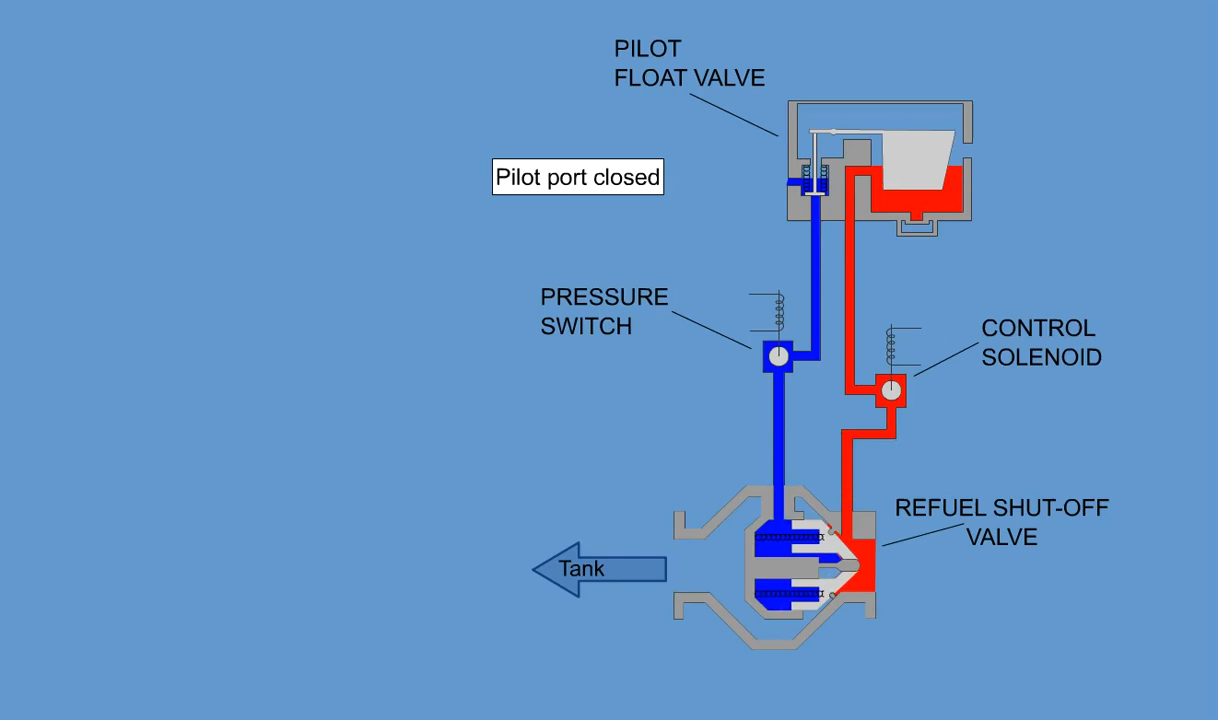 PILOT
FLOAT VALVE
Pilot port closed
PRESSURE
SWITCH
CONTROL
SOLENOID
REFUEL SHUT-OFF
VALVE
Tank